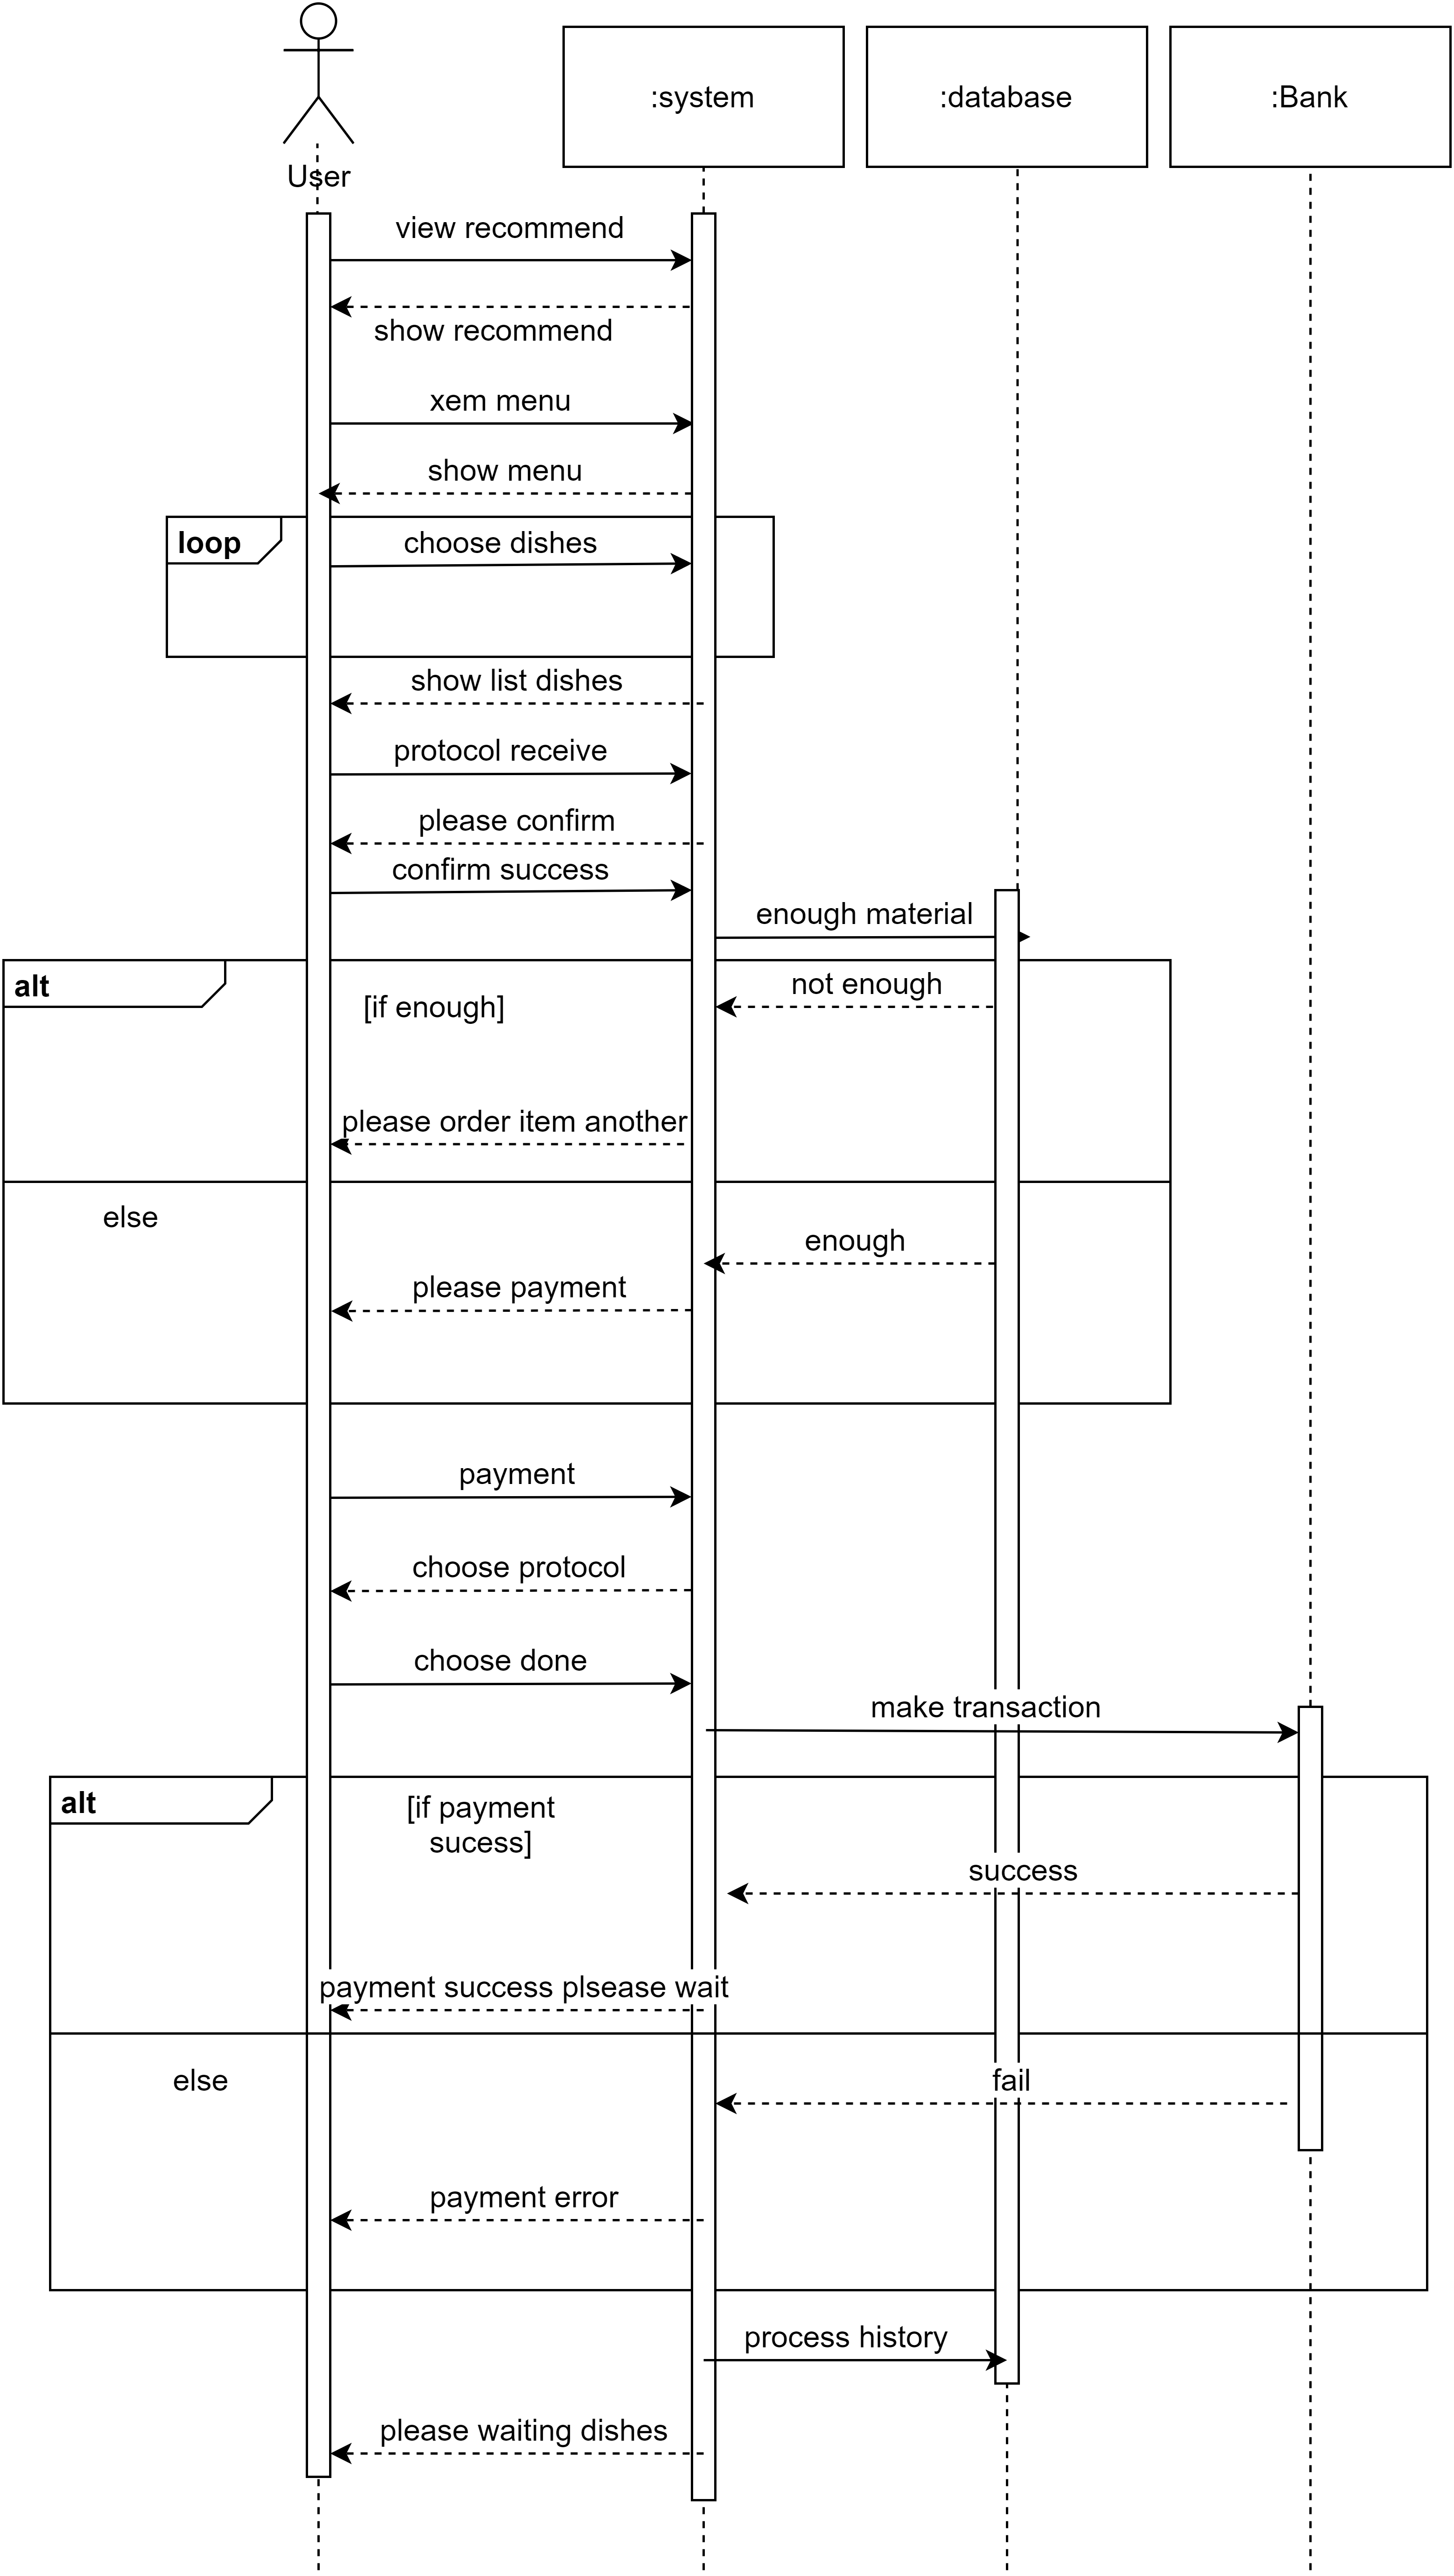 :system
:database
:Bank
User
view recommend
show recommend
xem menu
show menu
loop
choose dishes
show list dishes
protocol receive
please confirm
confirm success
enough material
alt
[if enough]
not enough
please order item another
else
enough
please payment
payment
choose protocol
choose done
make transaction
alt
[if payment
sucess]
success
payment success plsease wait
else
fail
payment error
process history
please waiting dishes